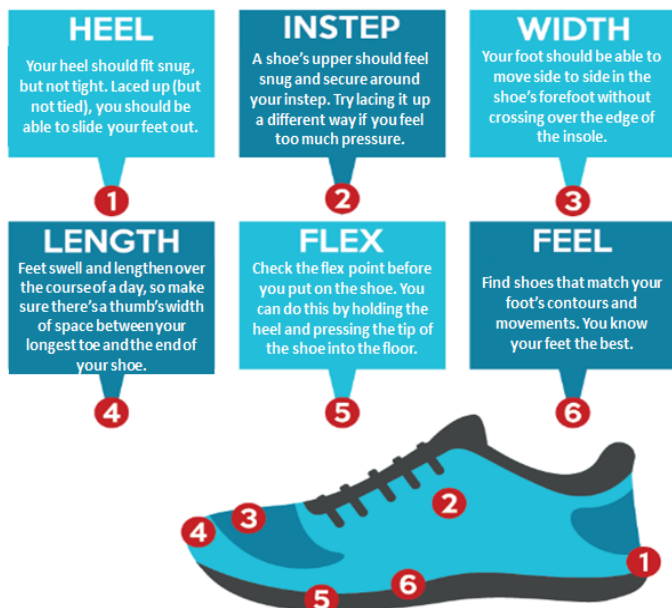 HEEL
Your heel should fit snug,
but not tight. Laced up (but
not tied), you should be
able to slide your feet out.
1
INSTEP
A shoe's upper should feel
snug and secure around
your instep. Try lacing it up
a different way if you feel
too much pressure.
2
WIDTH
Your foot should be able to
move side to side in the
shoe's forefoot without
crossing over the edge of
the insole.
3
LENGTH
Feet swell and lengthen over
the course of a day, so make
sure there's a thumb's width
of space between your
longest toe and the end of
your shoe.
4
FLEX
Check the flex point before
you put on the shoe. You
can do this by holding the
heel and pressing the tip of
the shoe into the floor.
5
FEEL
Find shoes that match your
foot's contours and
movements. You know
your feet the best.
6
2
3
4
1
6
5